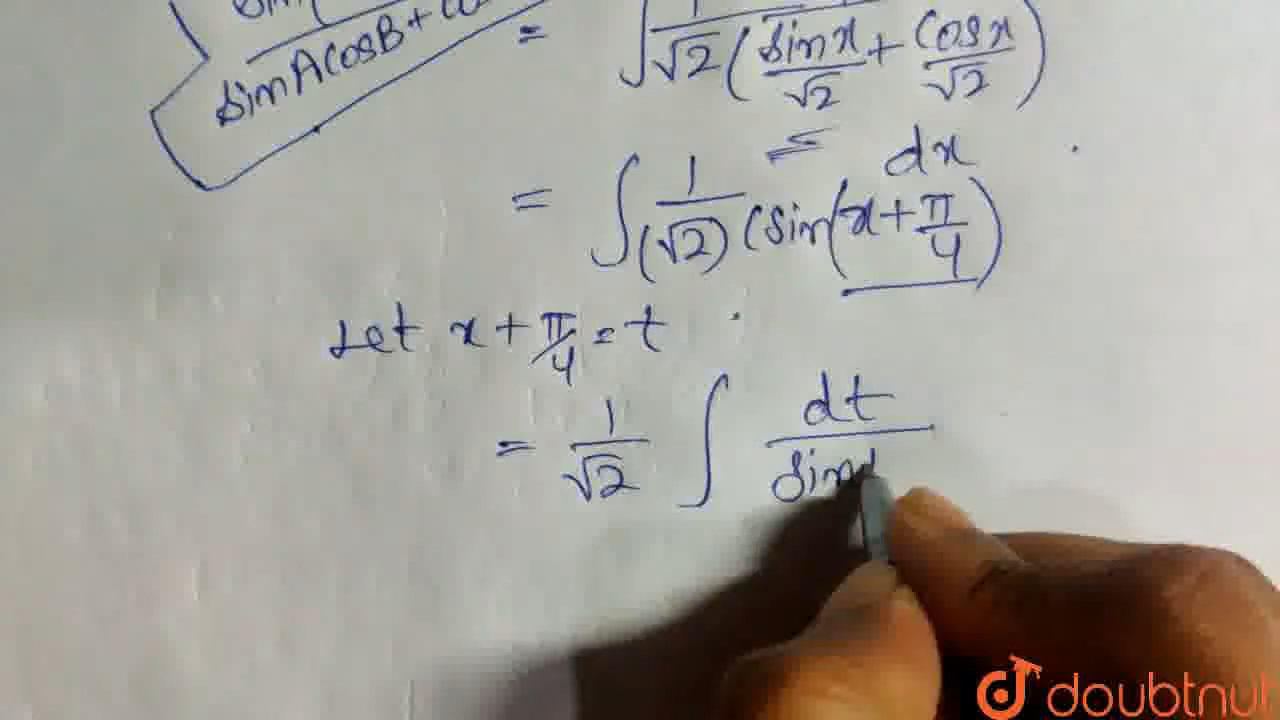 sin(
sinAcosB+
= ∫ 1/√2(sinx/√2 + cosx/√2)
dx
= ∫ 1/(√2)(sin(x+π/4)
Let x+π/4=t
= 1/√2 ∫ dt/sin
doubtnut